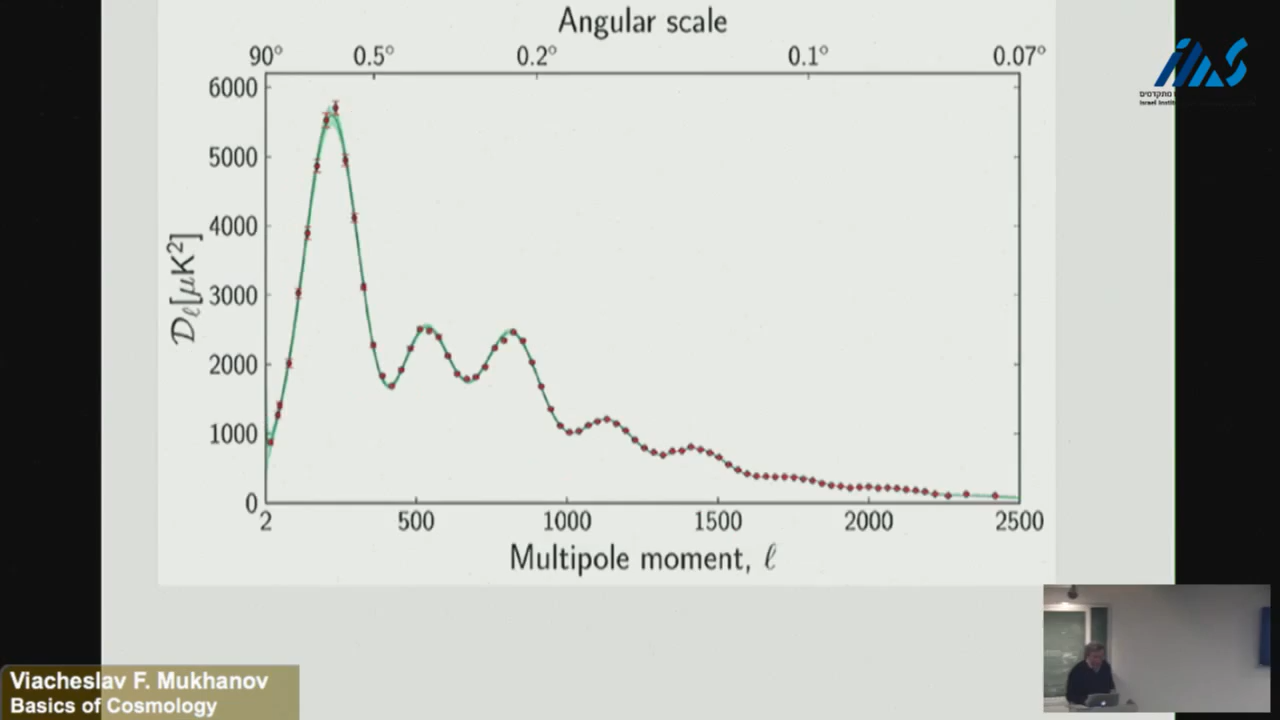 Angular scale
90° 0.5° 0.2° 0.1° 0.07°
6000
5000
4000
3000
2000
1000
0
𝒟ℓ[μK²]
2 500 1000 1500 2000 2500
Multipole moment, ℓ
IIAS
Viacheslav F. Mukhanov
Basics of Cosmology